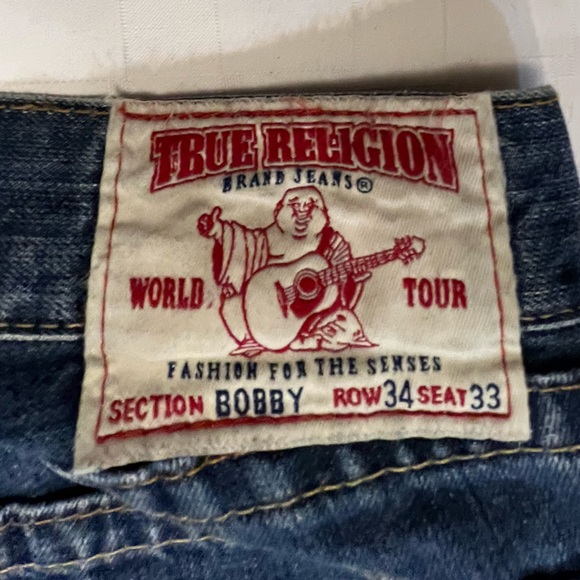 TRUE RELIGION
BRAND JEANS®
WORLD TOUR
FASHION FOR THE SENSES
SECTION BOBBY ROW 34 SEAT 33